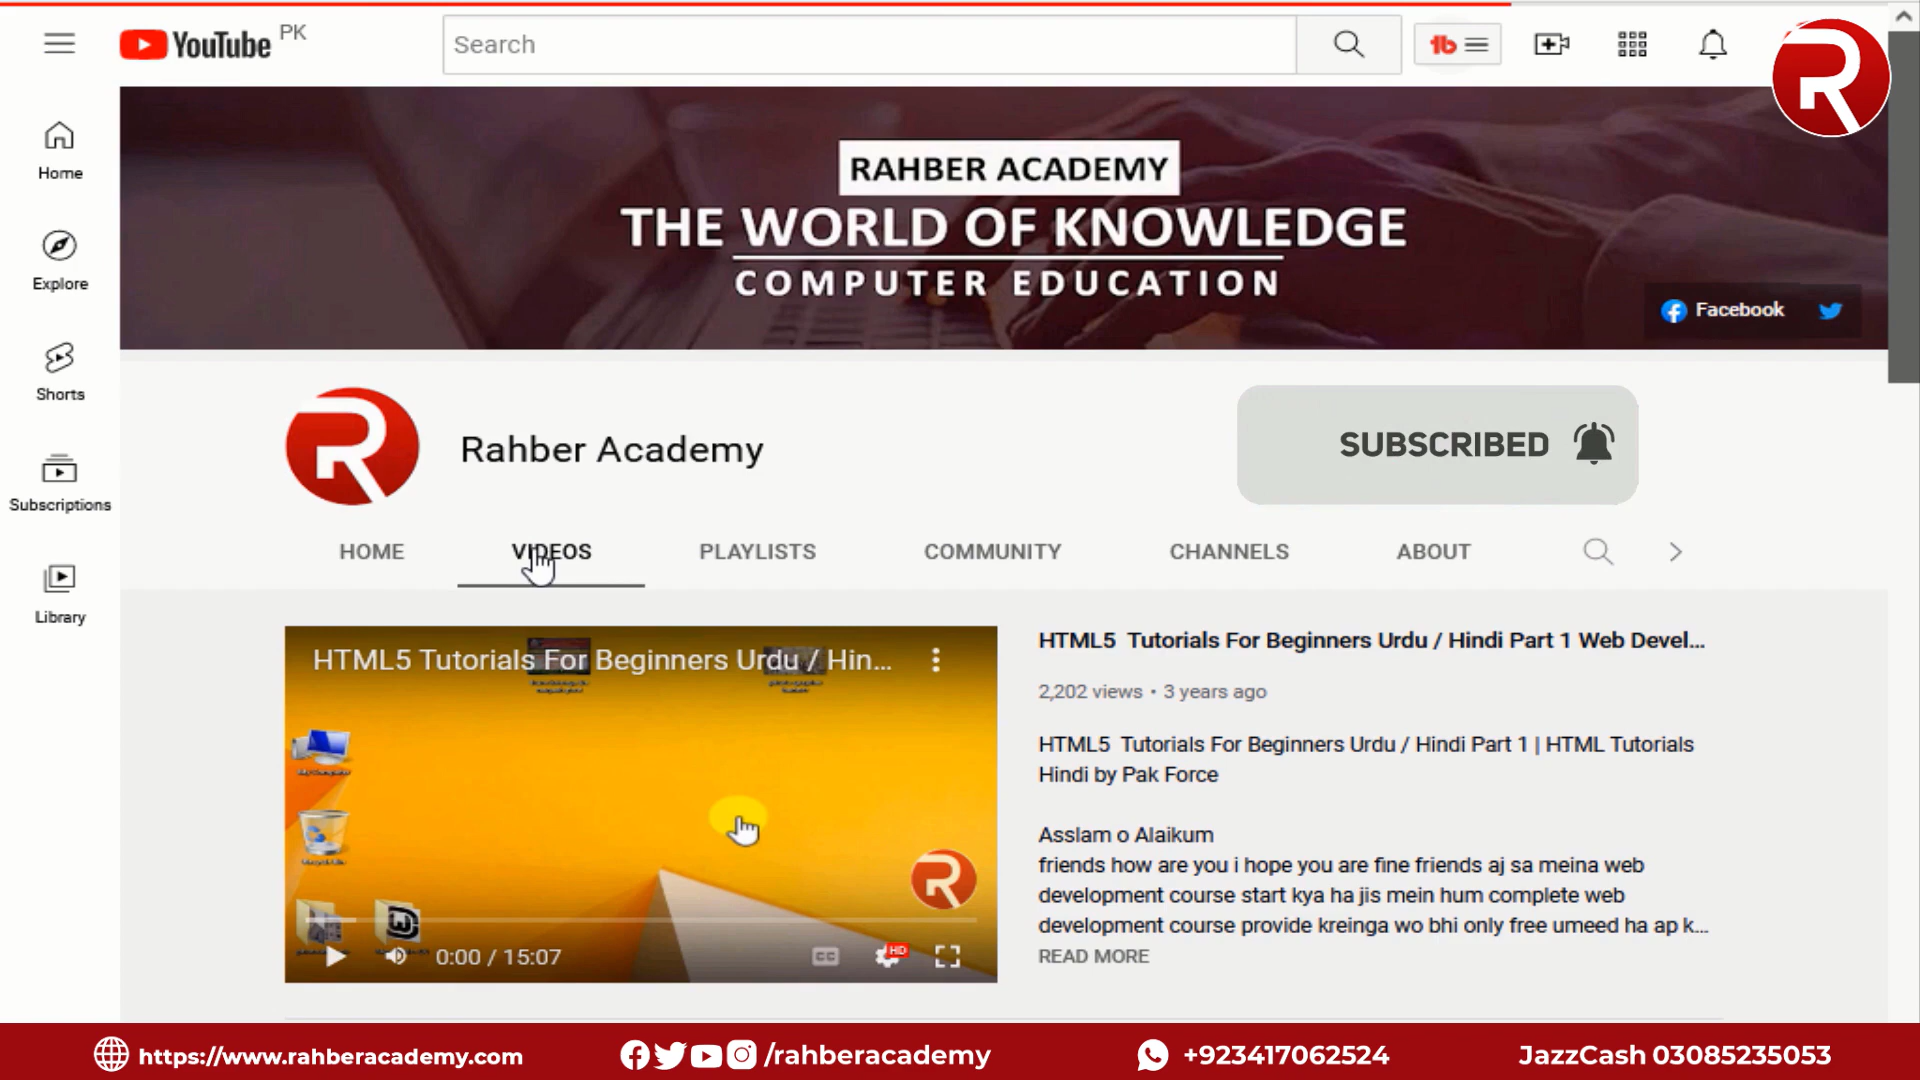 YouTube PK
Search
Home
Explore
Shorts
Subscriptions
Library
RAHBER ACADEMY
THE WORLD OF KNOWLEDGE
COMPUTER EDUCATION
Facebook
Rahber Academy
SUBSCRIBED
HOME VIDEOS PLAYLISTS COMMUNITY CHANNELS ABOUT
HTML5 Tutorials For Beginners Urdu / Hin...
0:00 / 15:07
CC
HD
HTML5 Tutorials For Beginners Urdu / Hindi Part 1 Web Devel...
2,202 views • 3 years ago
HTML5 Tutorials For Beginners Urdu / Hindi Part 1 | HTML Tutorials
Hindi by Pak Force
Asslam o Alaikum
friends how are you i hope you are fine friends aj sa meina web
development course start kya ha jis mein hum complete web
development course provide kreinga wo bhi only free umeed ha ap k...
READ MORE
https://www.rahberacademy.com
/rahberacademy
+923417062524
JazzCash 03085235053